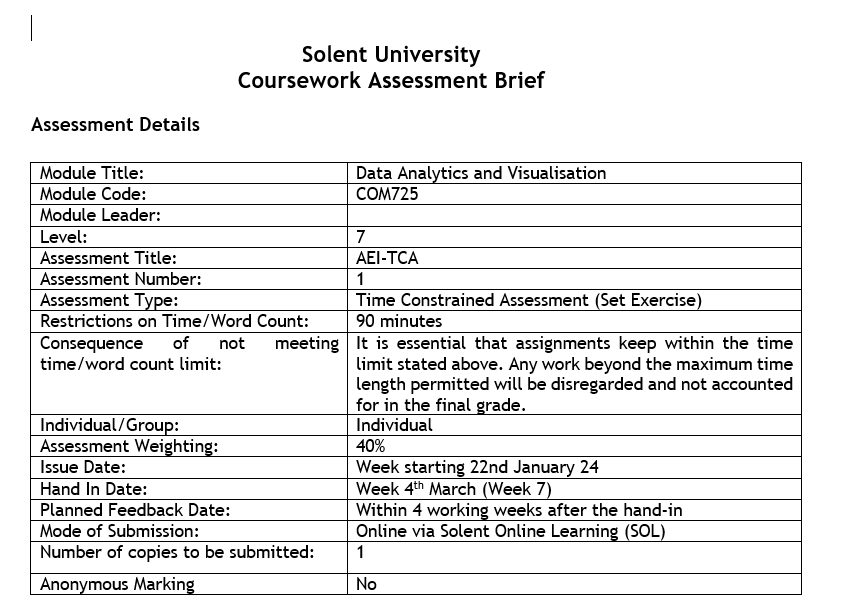 Solent University
Coursework Assessment Brief
Assessment Details
Module Title: Data Analytics and Visualisation
Module Code: COM725
Module Leader:
Level: 7
Assessment Title: AEI-TCA
Assessment Number: 1
Assessment Type: Time Constrained Assessment (Set Exercise)
Restrictions on Time/Word Count: 90 minutes
Consequence of not meeting
time/word count limit:
It is essential that assignments keep within the time
limit stated above. Any work beyond the maximum time
length permitted will be disregarded and not accounted
for in the final grade.
Individual/Group: Individual
Assessment Weighting: 40%
Issue Date: Week starting 22nd January 24
Hand In Date: Week 4th March (Week 7)
Planned Feedback Date: Within 4 working weeks after the hand-in
Mode of Submission: Online via Solent Online Learning (SOL)
Number of copies to be submitted: 1
Anonymous Marking No